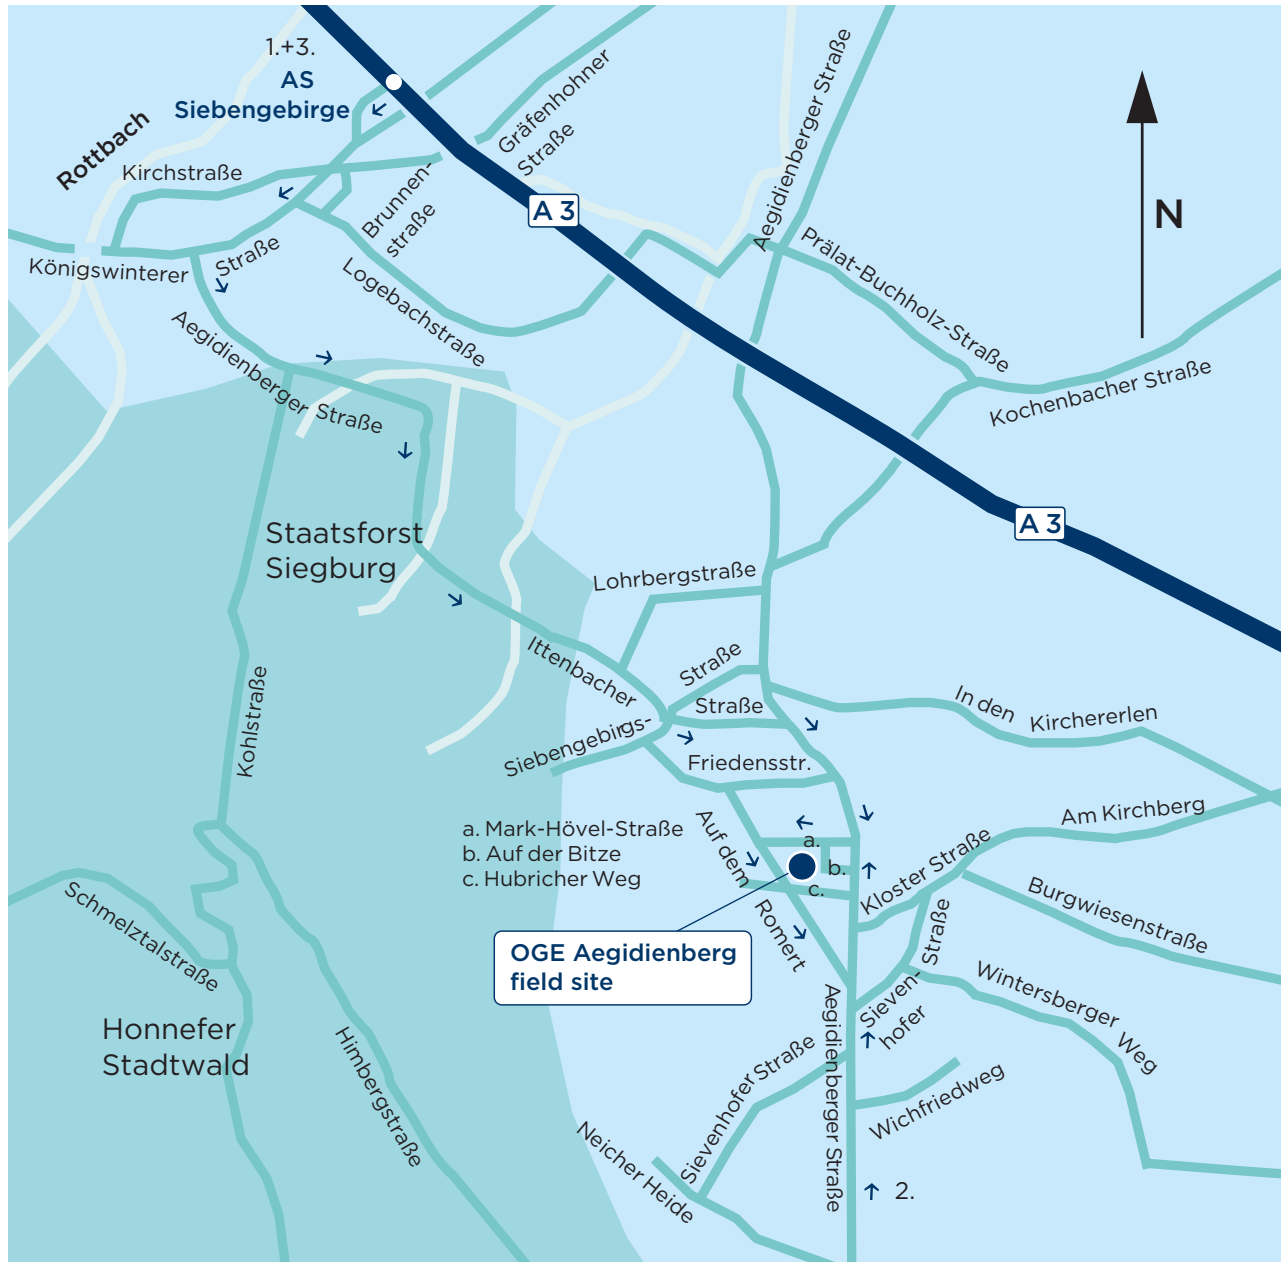 1.+3.
AS
Siebengebirge
Rottbach
Kirchstraße
Gräfenhohner
Straße
Aegidienberger Straße
A 3
N
Brunnen-
straße
Königswinterer
Straße
Logebachstraße
Prälat-Buchholz-Straße
Kochenbacher Straße
Aegidienberger Straße
A 3
Staatsforst
Siegburg
Lohrbergstraße
Ittenbacher
Straße
Straße
Siebengebirgs-
Friedensstr.
In den
Kirchererlen
Kohlstraße
Am Kirchberg
a. Mark-Hövel-Straße
b. Auf der Bitze
c. Hubricher Weg
Auf dem
Romert
a.
b.
c.
Kloster Straße
Burgwiesenstraße
Schmelztalstraße
OGE Aegidienberg
field site
Sieven-
hofer
Straße
Wintersberger
Weg
Honnefer
Stadtwald
Himbergstraße
Aegidienberger Straße
Sievenhofer Straße
Wichfriedweg
Neicher Heide
2.